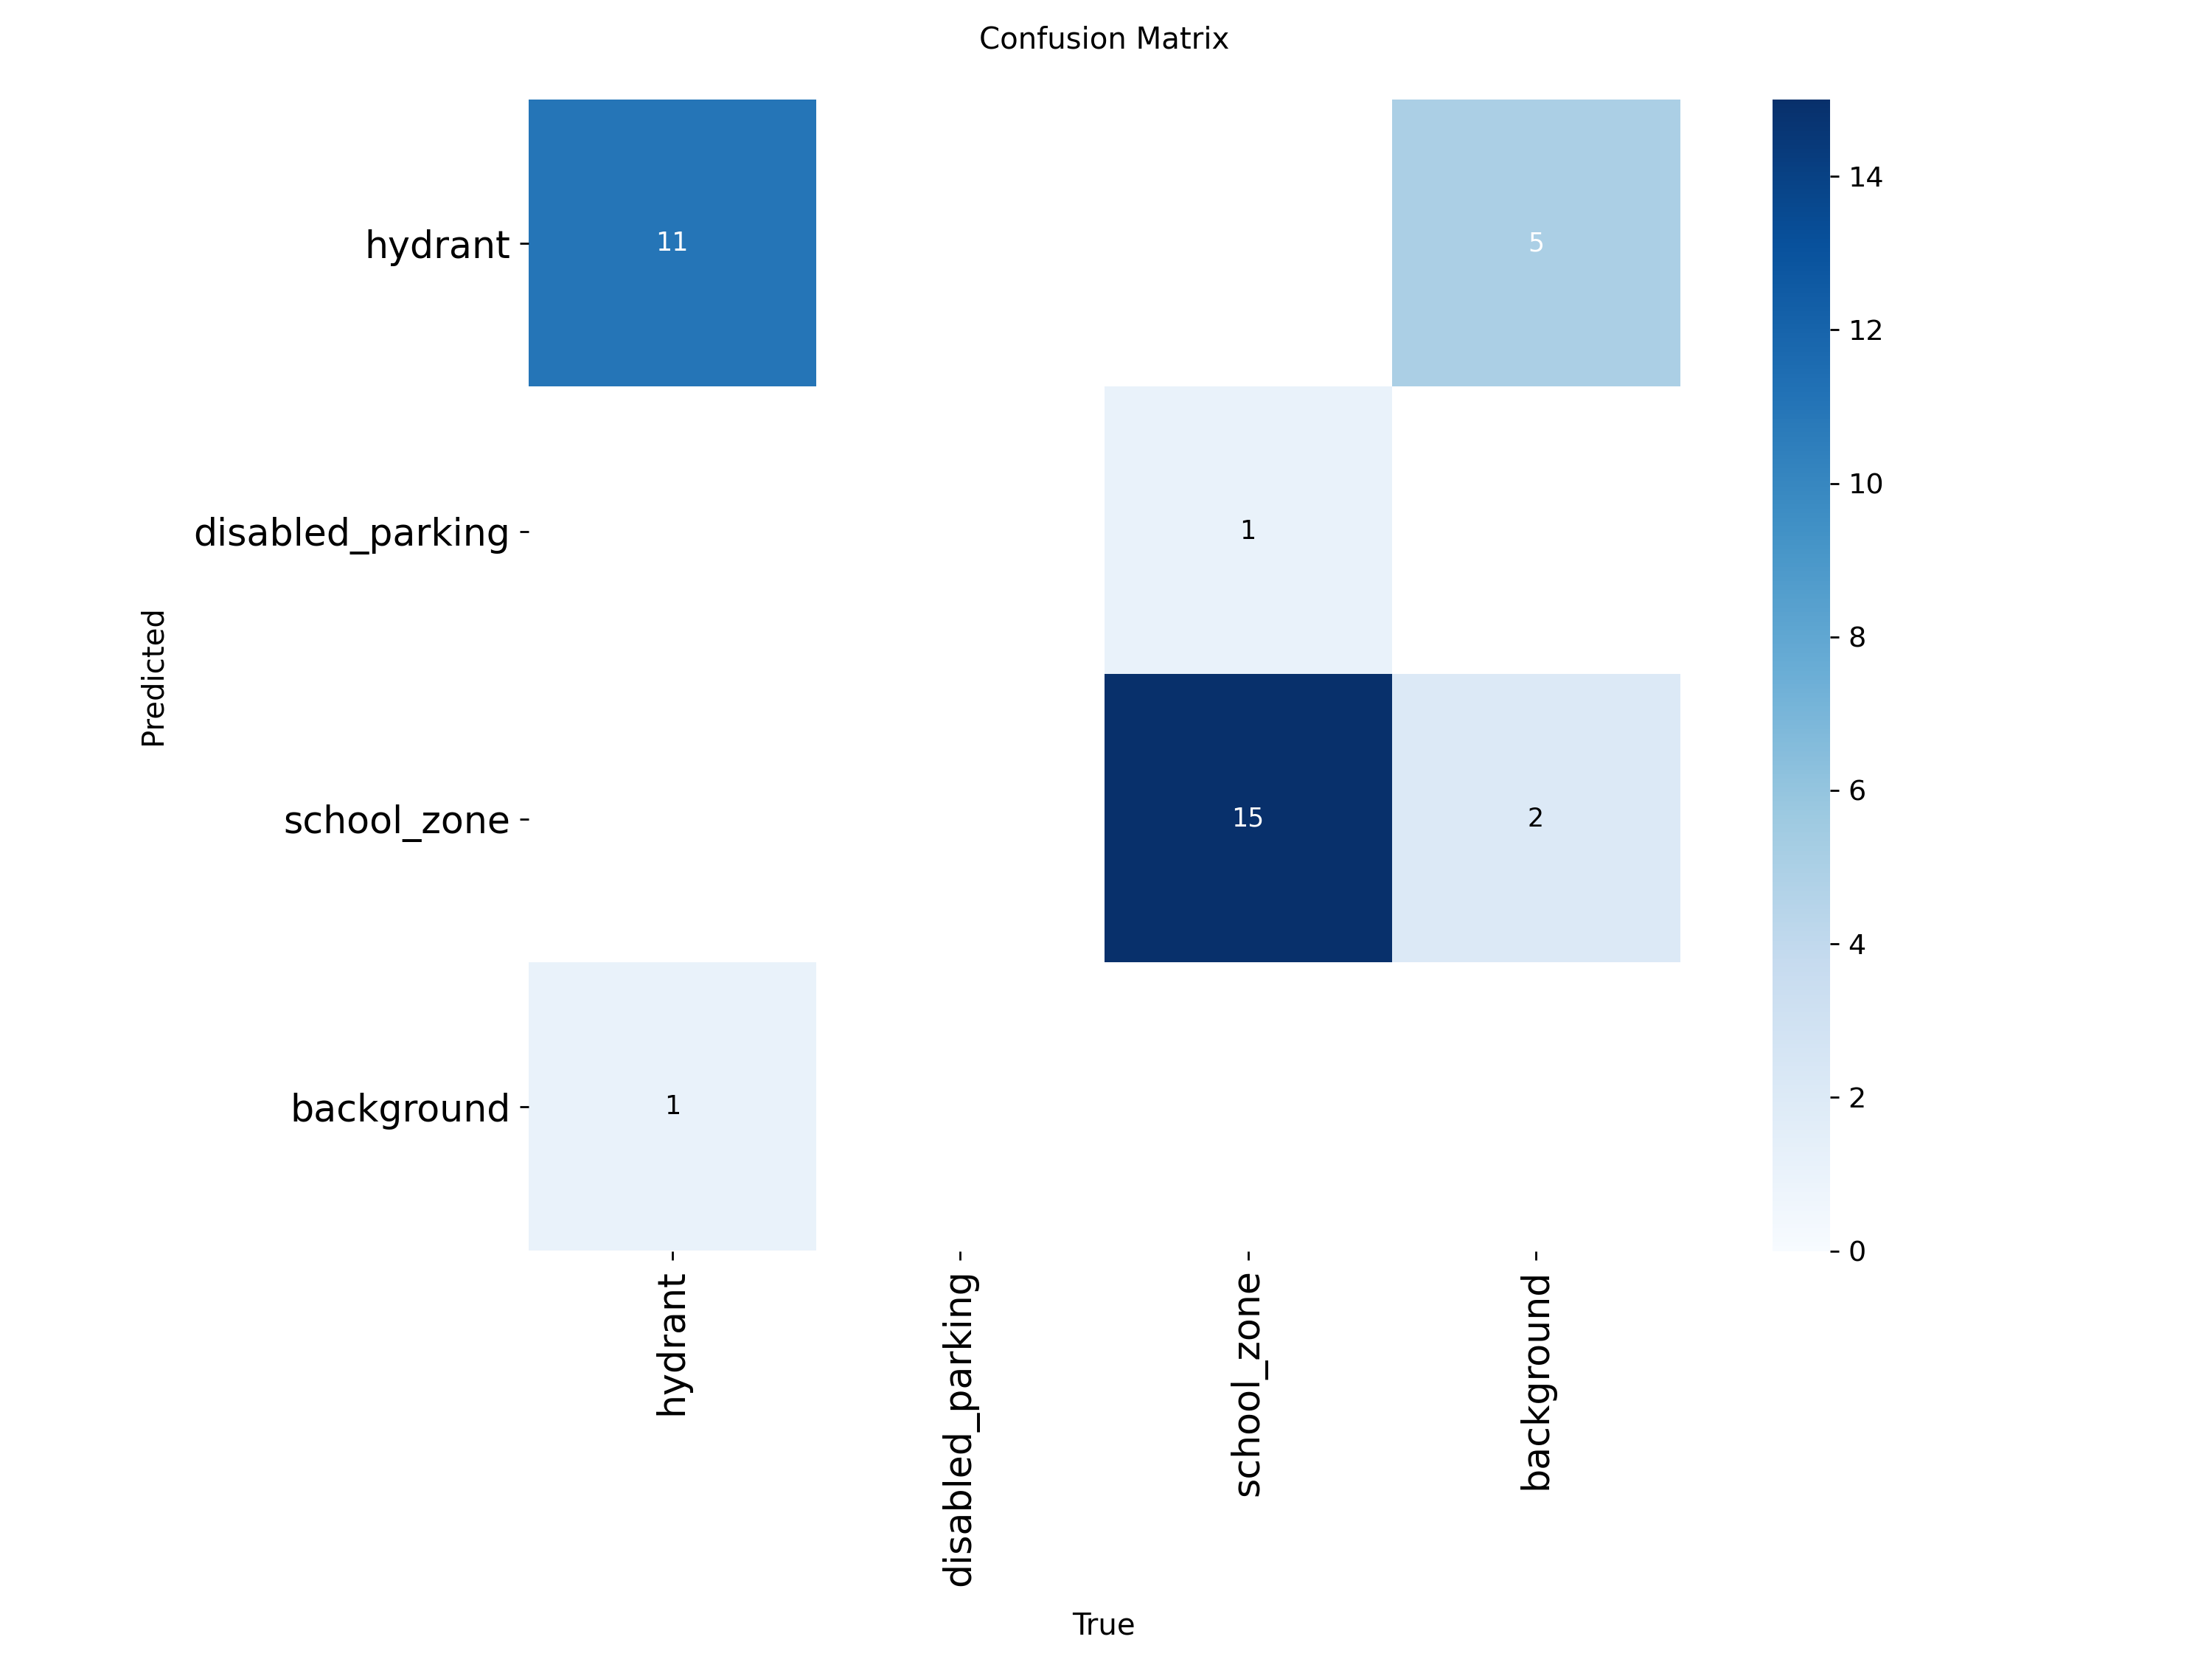 Confusion Matrix
hydrant
11
5
14
12
disabled_parking
1
10
8
Predicted
school_zone
15
2
6
4
background
1
2
0
hydrant
disabled_parking
school_zone
background
True